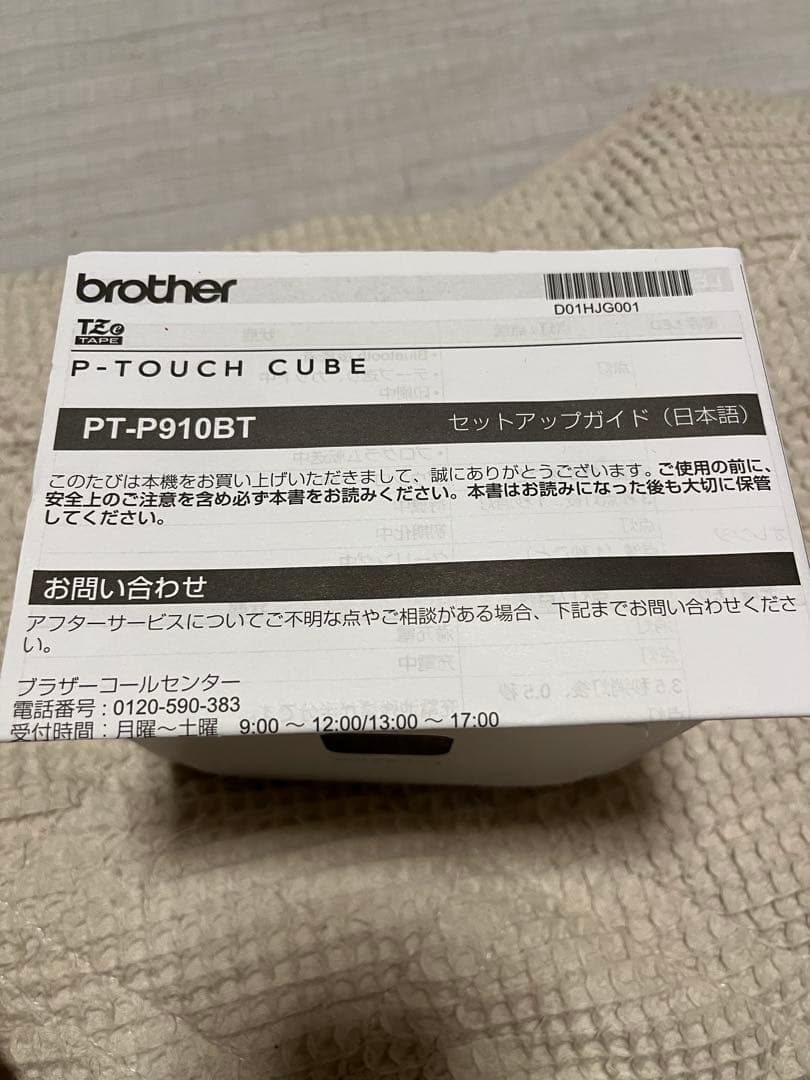 brother
D01HJG001
TZe
TAPE
P-TOUCH CUBE
PT-P910BT セットアップガイド（日本語）
このたびは本機をお買い上げいただきまして、誠にありがとうございます。ご使用の前に、
安全上のご注意を含め必ず本書をお読みください。本書はお読みになった後も大切に保管
してください。
お問い合わせ
アフターサービスについてご不明な点やご相談がある場合、下記までお問い合わせくださ
い。
ブラザーコールセンター
電話番号：0120-590-383
受付時間：月曜～土曜 9:00 ～ 12:00/13:00 ～ 17:00